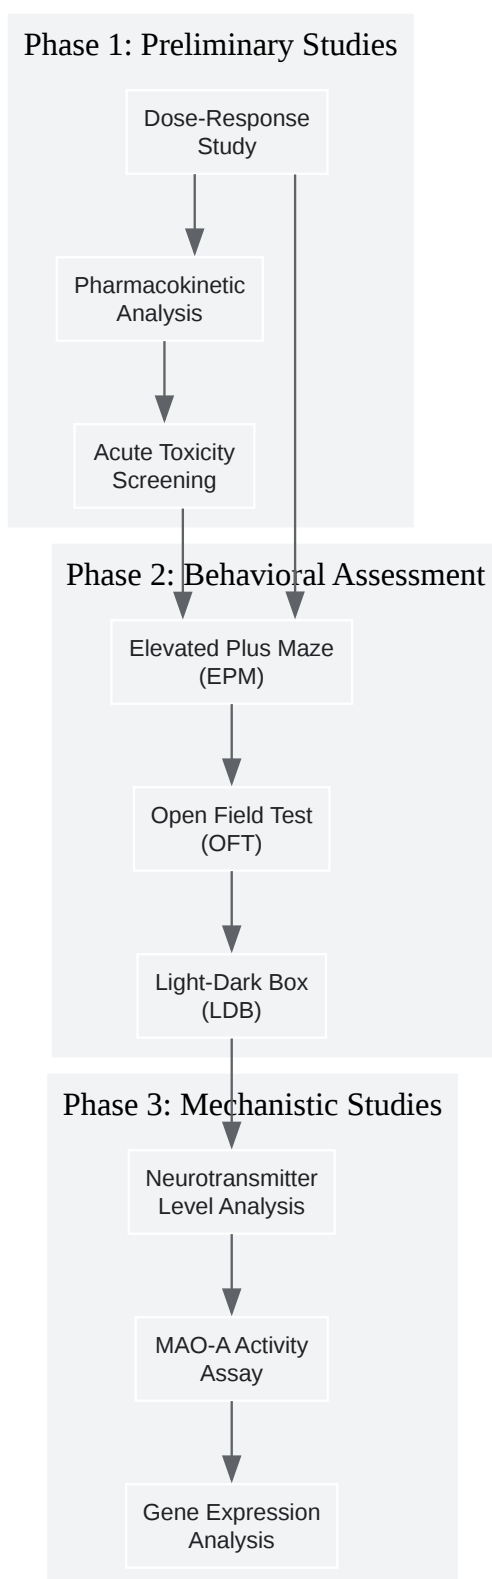 Phase 1: Preliminary Studies
Dose-Response
Study
Pharmacokinetic
Analysis
Acute Toxicity
Screening
Phase 2: Behavioral Assessment
Elevated Plus Maze
(EPM)
Open Field Test
(OFT)
Light-Dark Box
(LDB)
Phase 3: Mechanistic Studies
Neurotransmitter
Level Analysis
MAO-A Activity
Assay
Gene Expression
Analysis